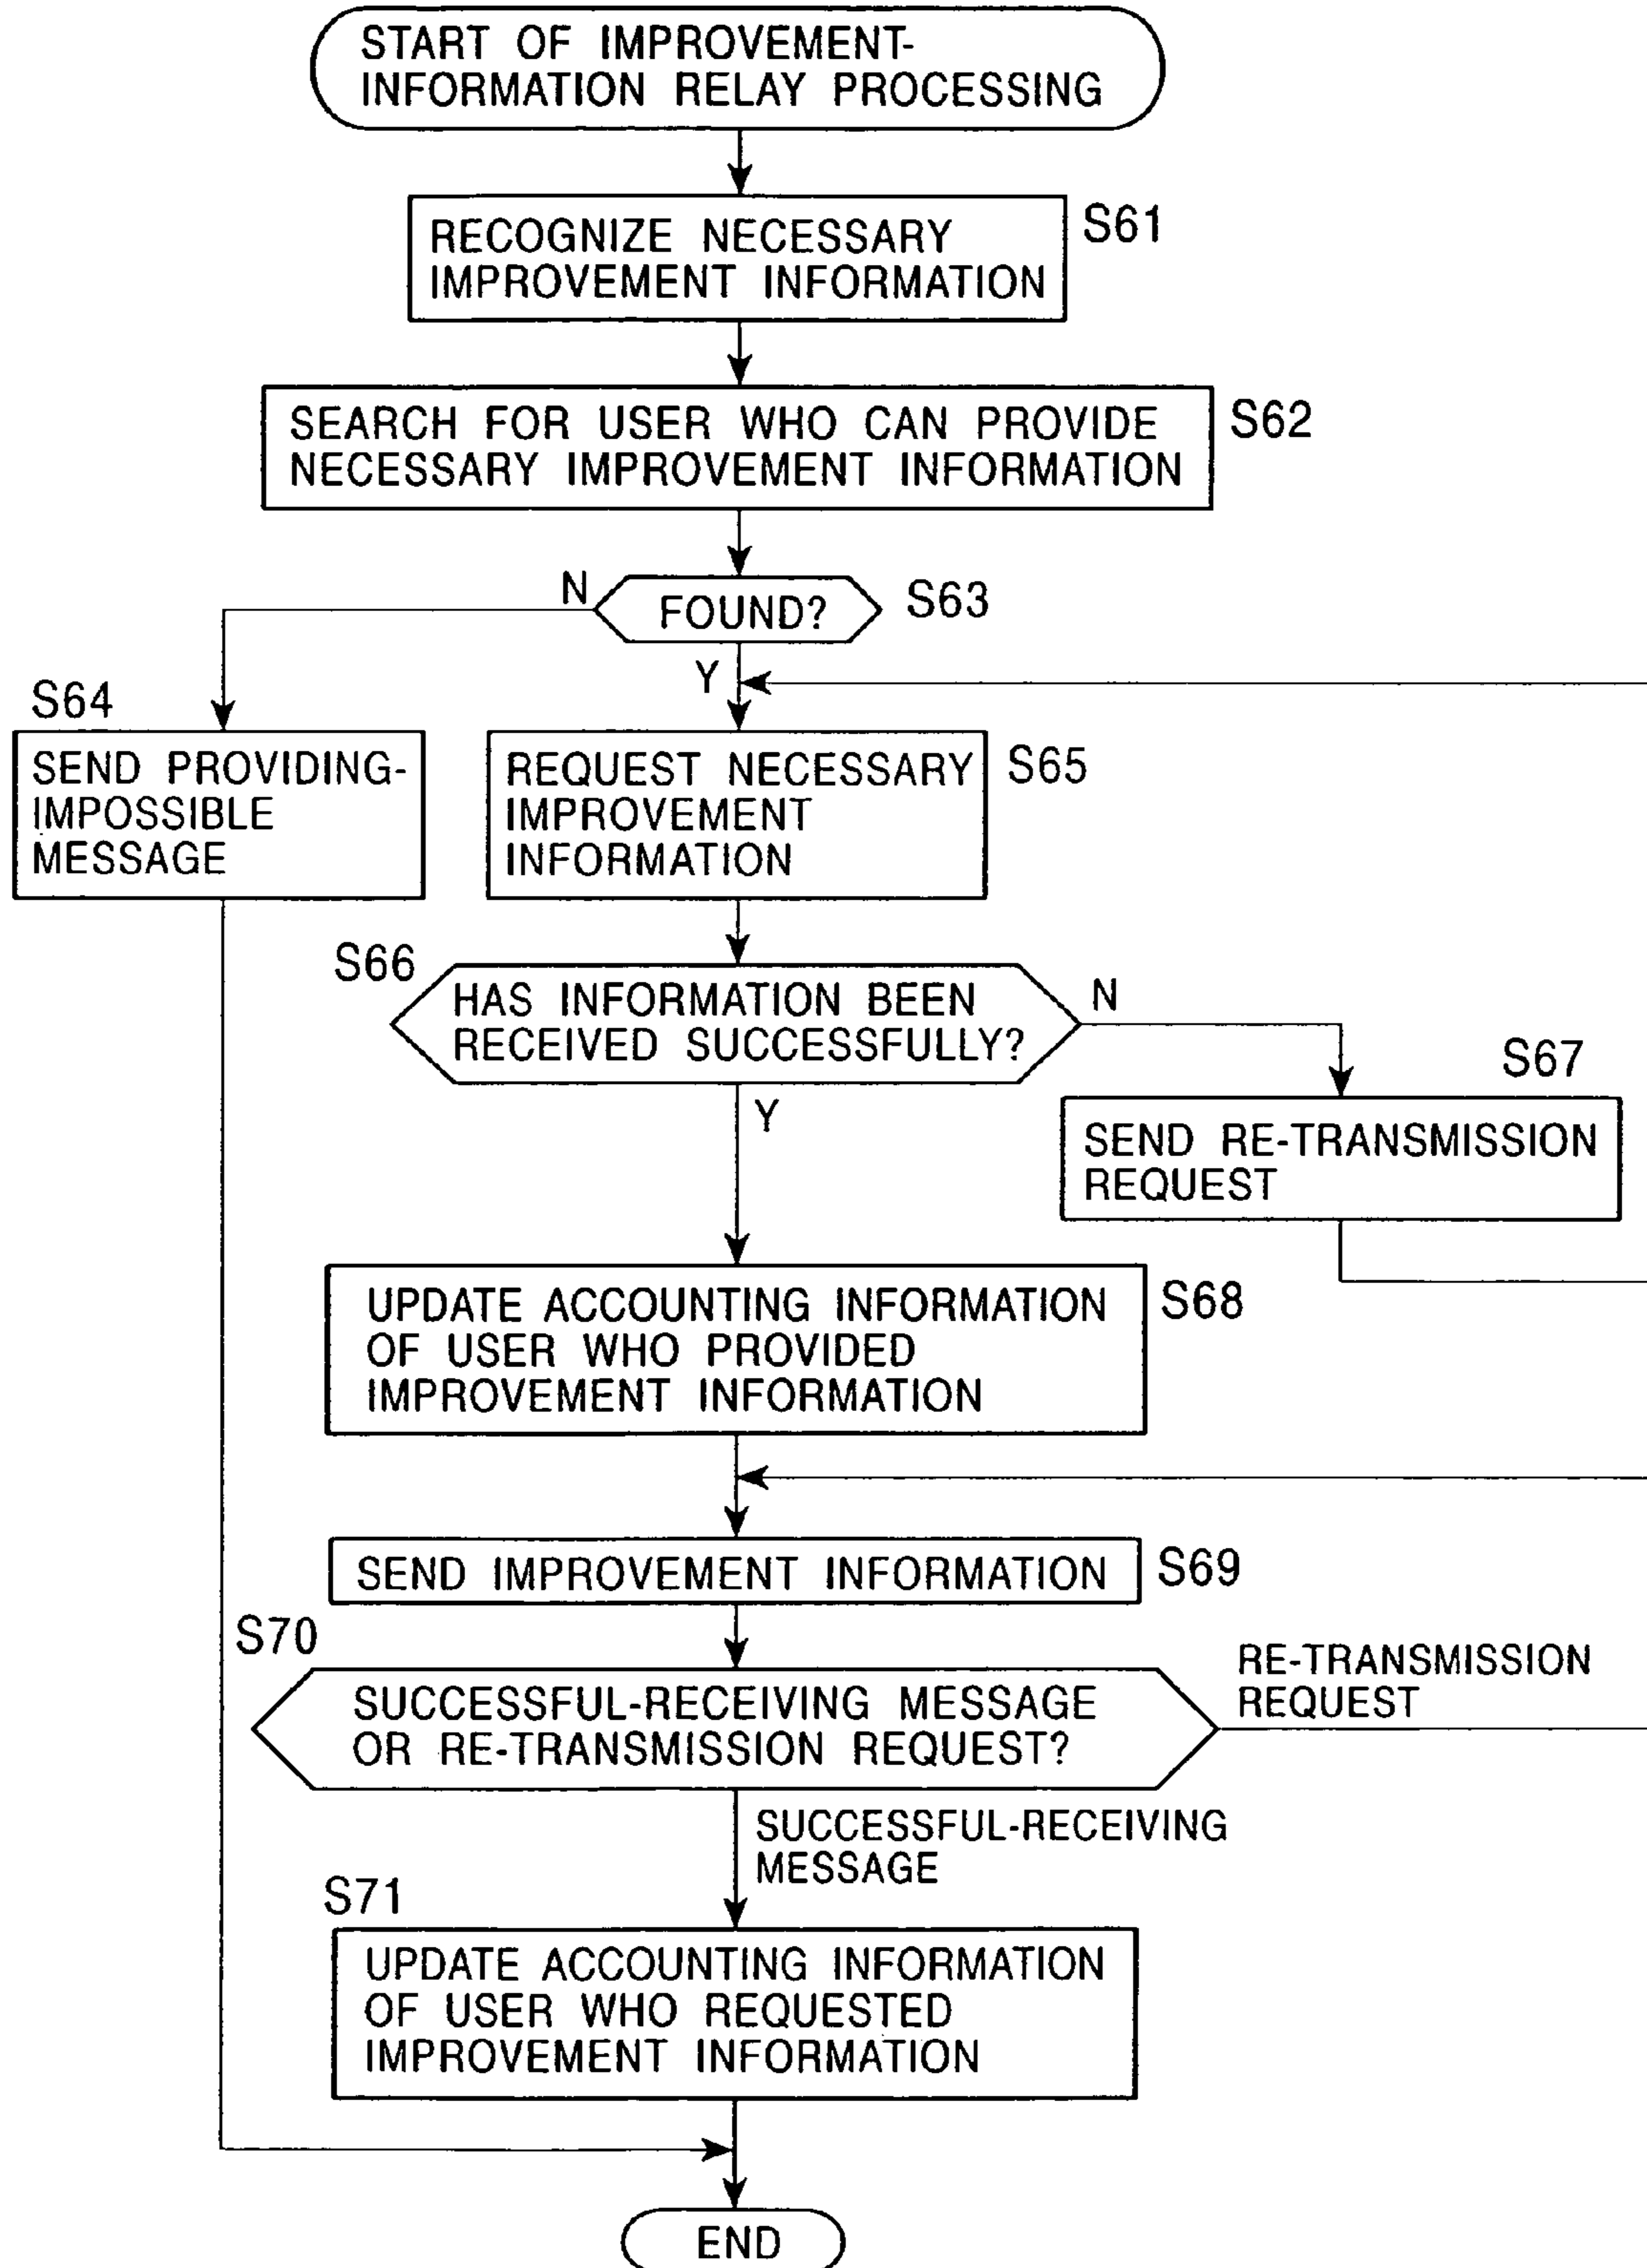 START OF IMPROVEMENT-
INFORMATION RELAY PROCESSING
RECOGNIZE NECESSARY
IMPROVEMENT INFORMATION
S61
SEARCH FOR USER WHO CAN PROVIDE
NECESSARY IMPROVEMENT INFORMATION
S62
N
FOUND?
S63
Y
S64
SEND PROVIDING-
IMPOSSIBLE
MESSAGE
REQUEST NECESSARY
IMPROVEMENT
INFORMATION
S65
S66
HAS INFORMATION BEEN
RECEIVED SUCCESSFULLY?
N
Y
S67
SEND RE-TRANSMISSION
REQUEST
UPDATE ACCOUNTING INFORMATION
OF USER WHO PROVIDED
IMPROVEMENT INFORMATION
S68
SEND IMPROVEMENT INFORMATION
S69
S70
SUCCESSFUL-RECEIVING MESSAGE
OR RE-TRANSMISSION REQUEST?
RE-TRANSMISSION
REQUEST
SUCCESSFUL-RECEIVING
MESSAGE
S71
UPDATE ACCOUNTING INFORMATION
OF USER WHO REQUESTED
IMPROVEMENT INFORMATION
END